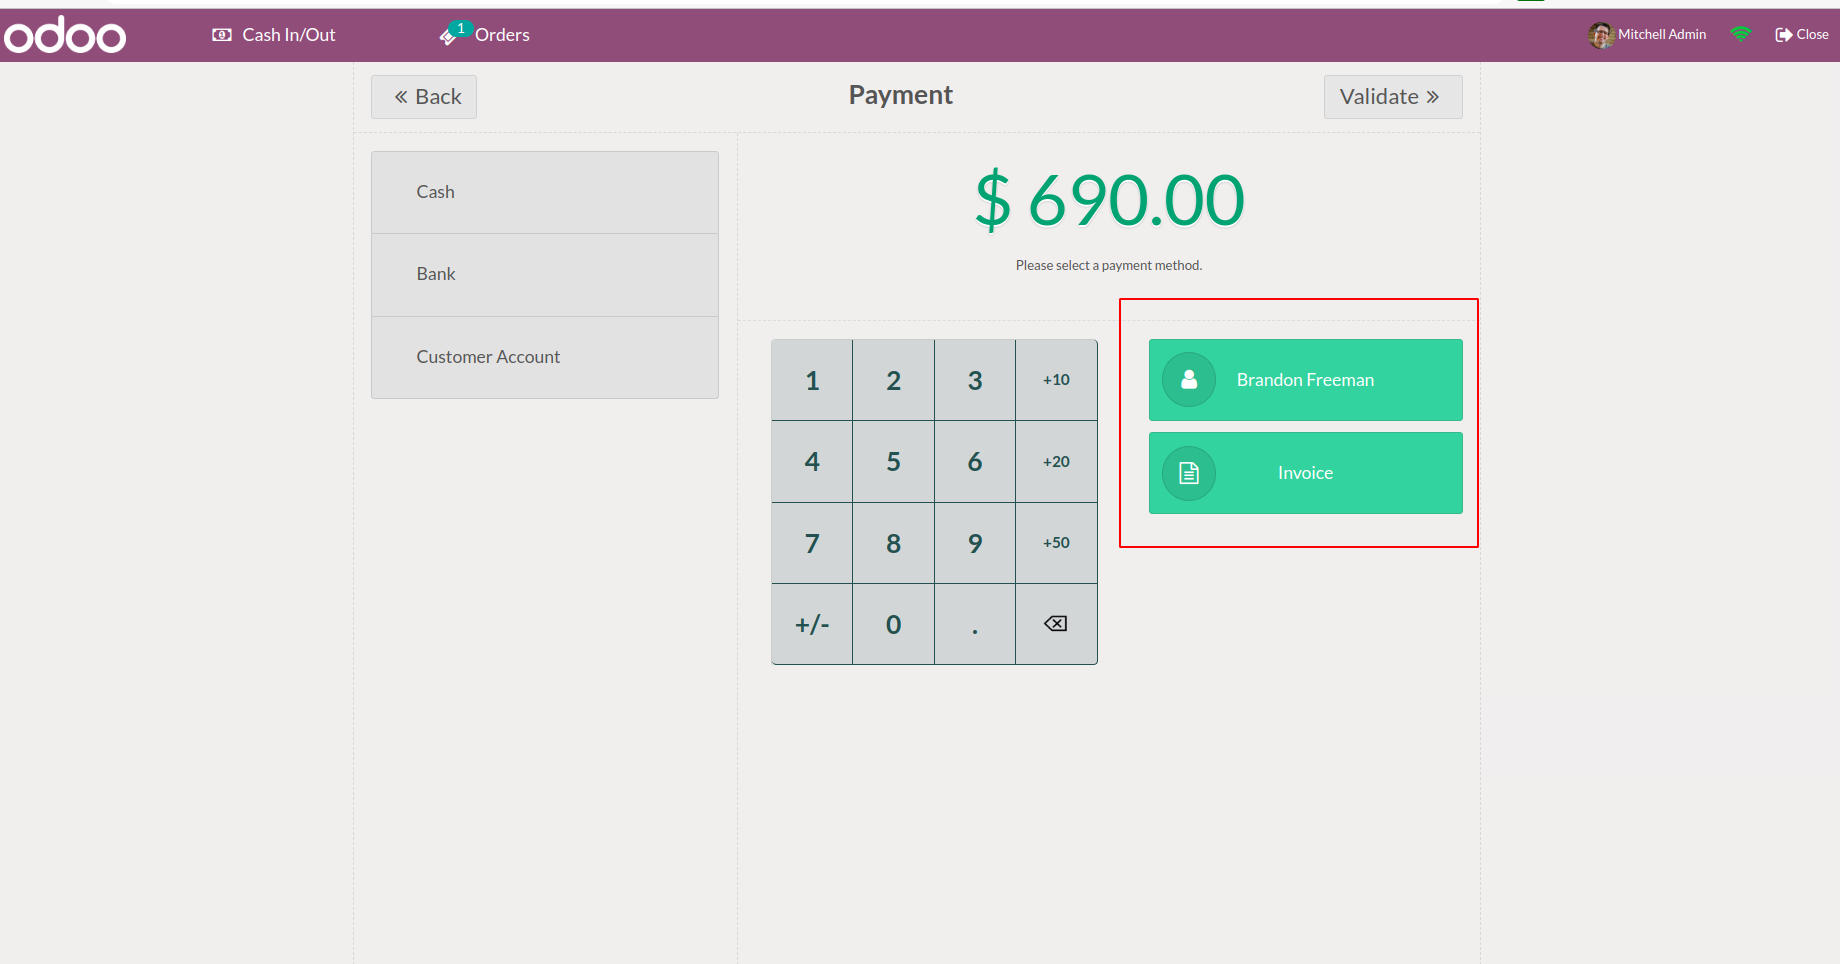 odoo
Cash In/Out
1
Orders
Mitchell Admin
Close
Back
Payment
Validate
Cash
Bank
Customer Account
$ 690.00
Please select a payment method.
1 2 3 +10
4 5 6 +20
7 8 9 +50
+/- 0 .
Brandon Freeman
Invoice